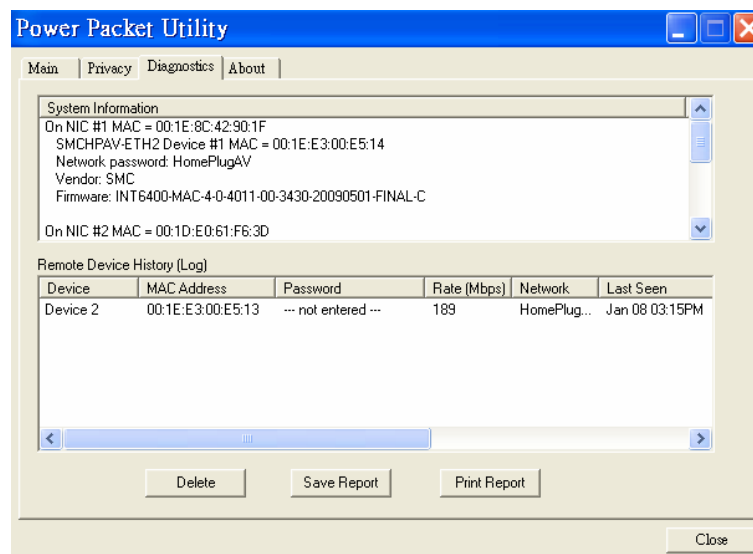 Power Packet Utility
Main Privacy Diagnostics About
System Information
On NIC #1 MAC = 00:1E:8C:42:90:1F
SMCHPAV-ETH2 Device #1 MAC = 00:1E:E3:00:E5:14
Network password: HomePlugAV
Vendor: SMC
Firmware: INT6400-MAC-4-0-4011-00-3430-20090501-FINAL-C
On NIC #2 MAC = 00:1D:E0:61:F6:3D
Remote Device History (Log)
Device MAC Address Password Rate (Mbps) Network Last Seen
Device 2 00:1E:E3:00:E5:13 --- not entered --- 189 HomePlug... Jan 08 03:15PM
Delete Save Report Print Report
Close